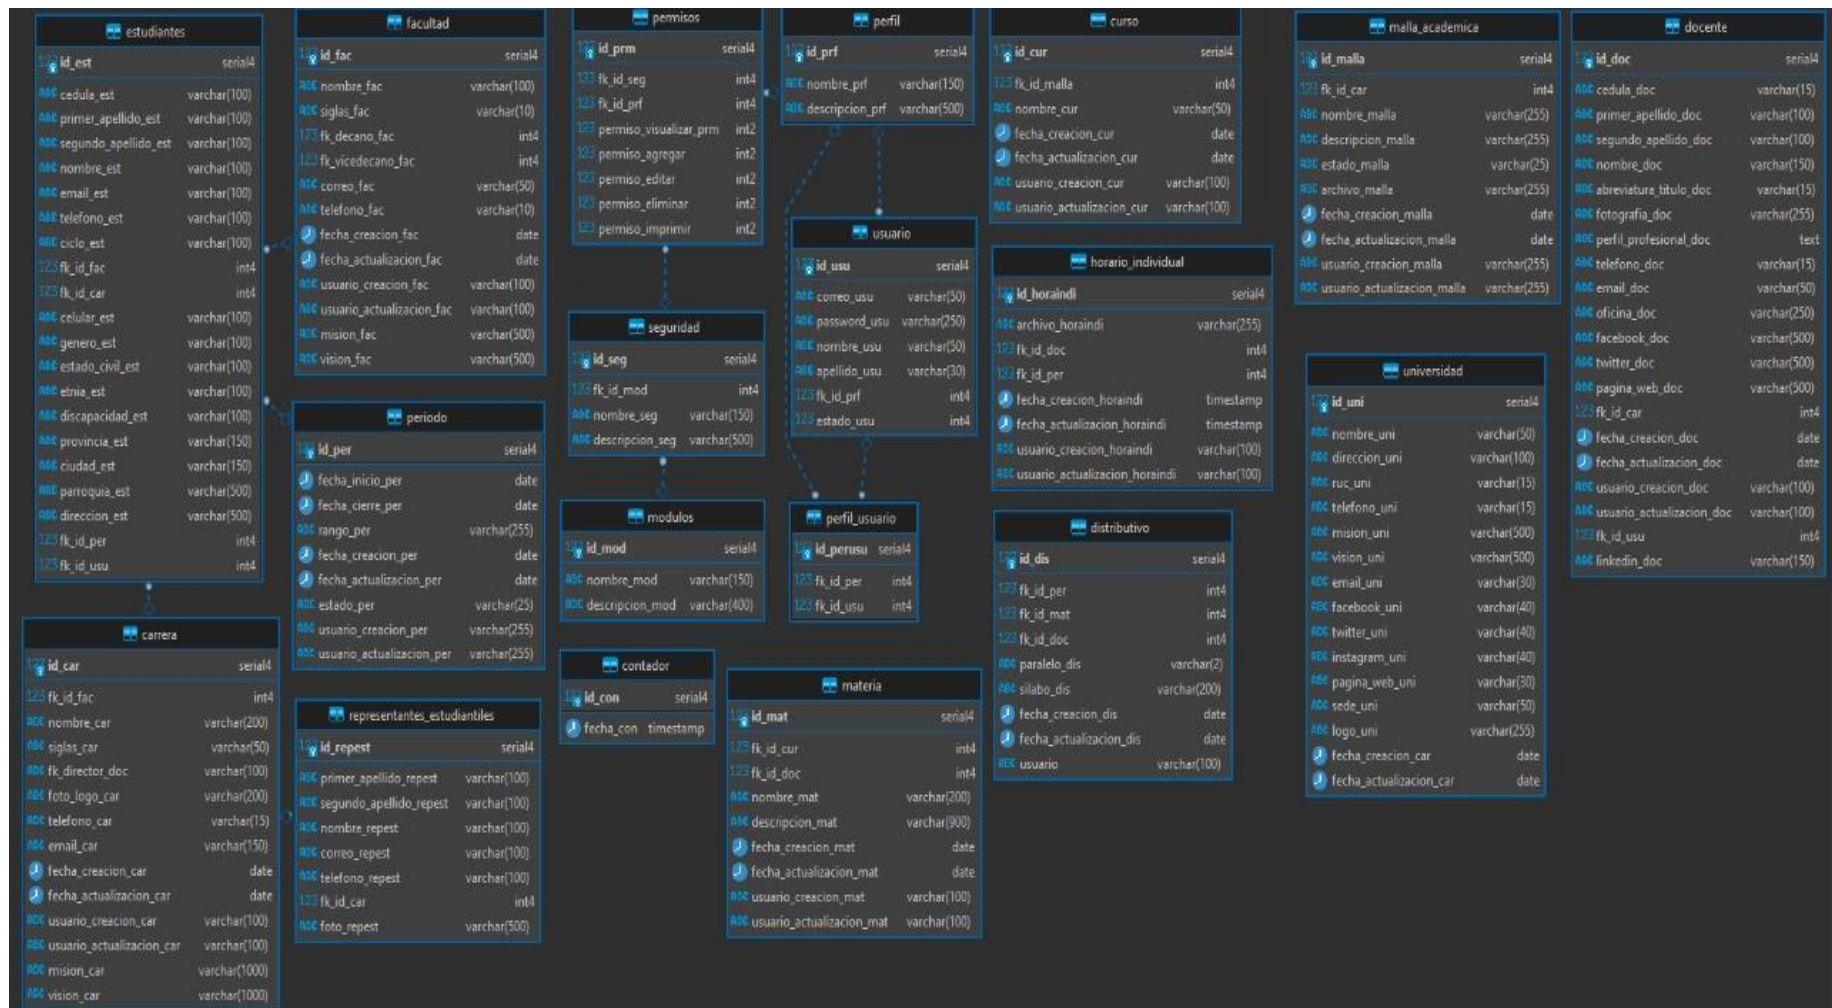 estudiantes
id_est serial4
cedula_est varchar(100)
primer_apellido_est varchar(100)
segundo_apellido_est varchar(100)
nombre_est varchar(100)
email_est varchar(100)
telefono_est varchar(100)
ciclo_est varchar(100)
fk_id_fac int4
fk_id_car int4
celular_est varchar(100)
genero_est varchar(100)
estado_civil_est varchar(100)
etnia_est varchar(100)
discapacidad_est varchar(100)
provincia_est varchar(150)
ciudad_est varchar(150)
parroquia_est varchar(500)
direccion_est varchar(500)
fk_id_per int4
fk_id_usu int4
carrera
id_car serial4
fk_id_fac int4
nombre_car varchar(200)
siglas_car varchar(50)
fk_director_doc varchar(100)
foto_logo_car varchar(200)
telefono_car varchar(15)
email_car varchar(150)
fecha_creacion_car date
fecha_actualizacion_car date
usuario_creacion_car varchar(100)
usuario_actualizacion_car varchar(100)
mision_car varchar(1000)
vision_car varchar(1000)
facultad
id_fac serial4
nombre_fac varchar(100)
siglas_fac varchar(10)
fk_decano_fac int4
fk_vicedecano_fac int4
correo_fac varchar(50)
telefono_fac varchar(10)
fecha_creacion_fac date
fecha_actualizacion_fac date
usuario_creacion_fac varchar(100)
usuario_actualizacion_fac varchar(100)
mision_fac varchar(500)
vision_fac varchar(500)
periodo
id_per serial4
fecha_inicio_per date
fecha_cierre_per date
rango_per varchar(255)
fecha_creacion_per date
fecha_actualizacion_per date
estado_per varchar(25)
usuario_creacion_per varchar(255)
usuario_actualizacion_per varchar(255)
representantes_estudiantiles
id_repest serial4
primer_apellido_repest varchar(100)
segundo_apellido_repest varchar(100)
nombre_repest varchar(100)
correo_repest varchar(100)
telefono_repest varchar(100)
fk_id_car int4
foto_repest varchar(500)
permisos
id_prm serial4
fk_id_seg int4
fk_id_prf int4
permiso_visualizar_prm int2
permiso_agregar int2
permiso_editar int2
permiso_eliminar int2
permiso_imprimir int2
seguridad
id_seg serial4
fk_id_mod int4
nombre_seg varchar(150)
descripcion_seg varchar(500)
modulos
id_mod serial4
nombre_mod varchar(150)
descripcion_mod varchar(400)
contador
id_con serial4
fecha_con timestamp
perfil
id_prf serial4
nombre_prf varchar(150)
descripcion_prf varchar(500)
usuario
id_usu serial4
correo_usu varchar(50)
password_usu varchar(250)
nombre_usu varchar(50)
apellido_usu varchar(30)
fk_id_prf int4
estado_usu int4
perfil_usuario
id_perusu serial4
fk_id_per int4
fk_id_usu int4
materia
id_mat serial4
fk_id_cur int4
fk_id_doc int4
nombre_mat varchar(200)
descripcion_mat varchar(900)
fecha_creacion_mat date
fecha_actualizacion_mat date
usuario_creacion_mat varchar(100)
usuario_actualizacion_mat varchar(100)
curso
id_cur serial4
fk_id_malla int4
nombre_cur varchar(50)
fecha_creacion_cur date
fecha_actualizacion_cur date
usuario_creacion_cur varchar(100)
usuario_actualizacion_cur varchar(100)
horario_individual
id_horaindi serial4
archivo_horaindi varchar(255)
fk_id_doc int4
fk_id_per int4
fecha_creacion_horaindi timestamp
fecha_actualizacion_horaindi timestamp
usuario_creacion_horaindi varchar(100)
usuario_actualizacion_horaindi varchar(100)
distributivo
id_dis serial4
fk_id_per int4
fk_id_mat int4
fk_id_doc int4
paralelo_dis varchar(2)
silabo_dis varchar(200)
fecha_creacion_dis date
fecha_actualizacion_dis date
usuario varchar(100)
malla_academica
id_malla serial4
fk_id_car int4
nombre_malla varchar(255)
descripcion_malla varchar(255)
estado_malla varchar(25)
archivo_malla varchar(255)
fecha_creacion_malla date
fecha_actualizacion_malla date
usuario_creacion_malla varchar(255)
usuario_actualizacion_malla varchar(255)
universidad
id_uni serial4
nombre_uni varchar(50)
direccion_uni varchar(100)
ruc_uni varchar(15)
telefono_uni varchar(15)
mision_uni varchar(500)
vision_uni varchar(500)
email_uni varchar(30)
facebook_uni varchar(40)
twitter_uni varchar(40)
instagram_uni varchar(40)
pagina_web_uni varchar(30)
sede_uni varchar(50)
logo_uni varchar(255)
fecha_creacion_car date
fecha_actualizacion_car date
docente
id_doc serial4
cedula_doc varchar(15)
primer_apellido_doc varchar(100)
segundo_apellido_doc varchar(100)
nombre_doc varchar(150)
abreviatura_titulo_doc varchar(15)
fotografia_doc varchar(255)
perfil_profesional_doc text
telefono_doc varchar(15)
email_doc varchar(50)
oficina_doc varchar(250)
facebook_doc varchar(500)
twitter_doc varchar(500)
pagina_web_doc varchar(500)
fk_id_car int4
fecha_creacion_doc date
fecha_actualizacion_doc date
usuario_creacion_doc varchar(100)
usuario_actualizacion_doc varchar(100)
fk_id_usu int4
linkedin_doc varchar(150)